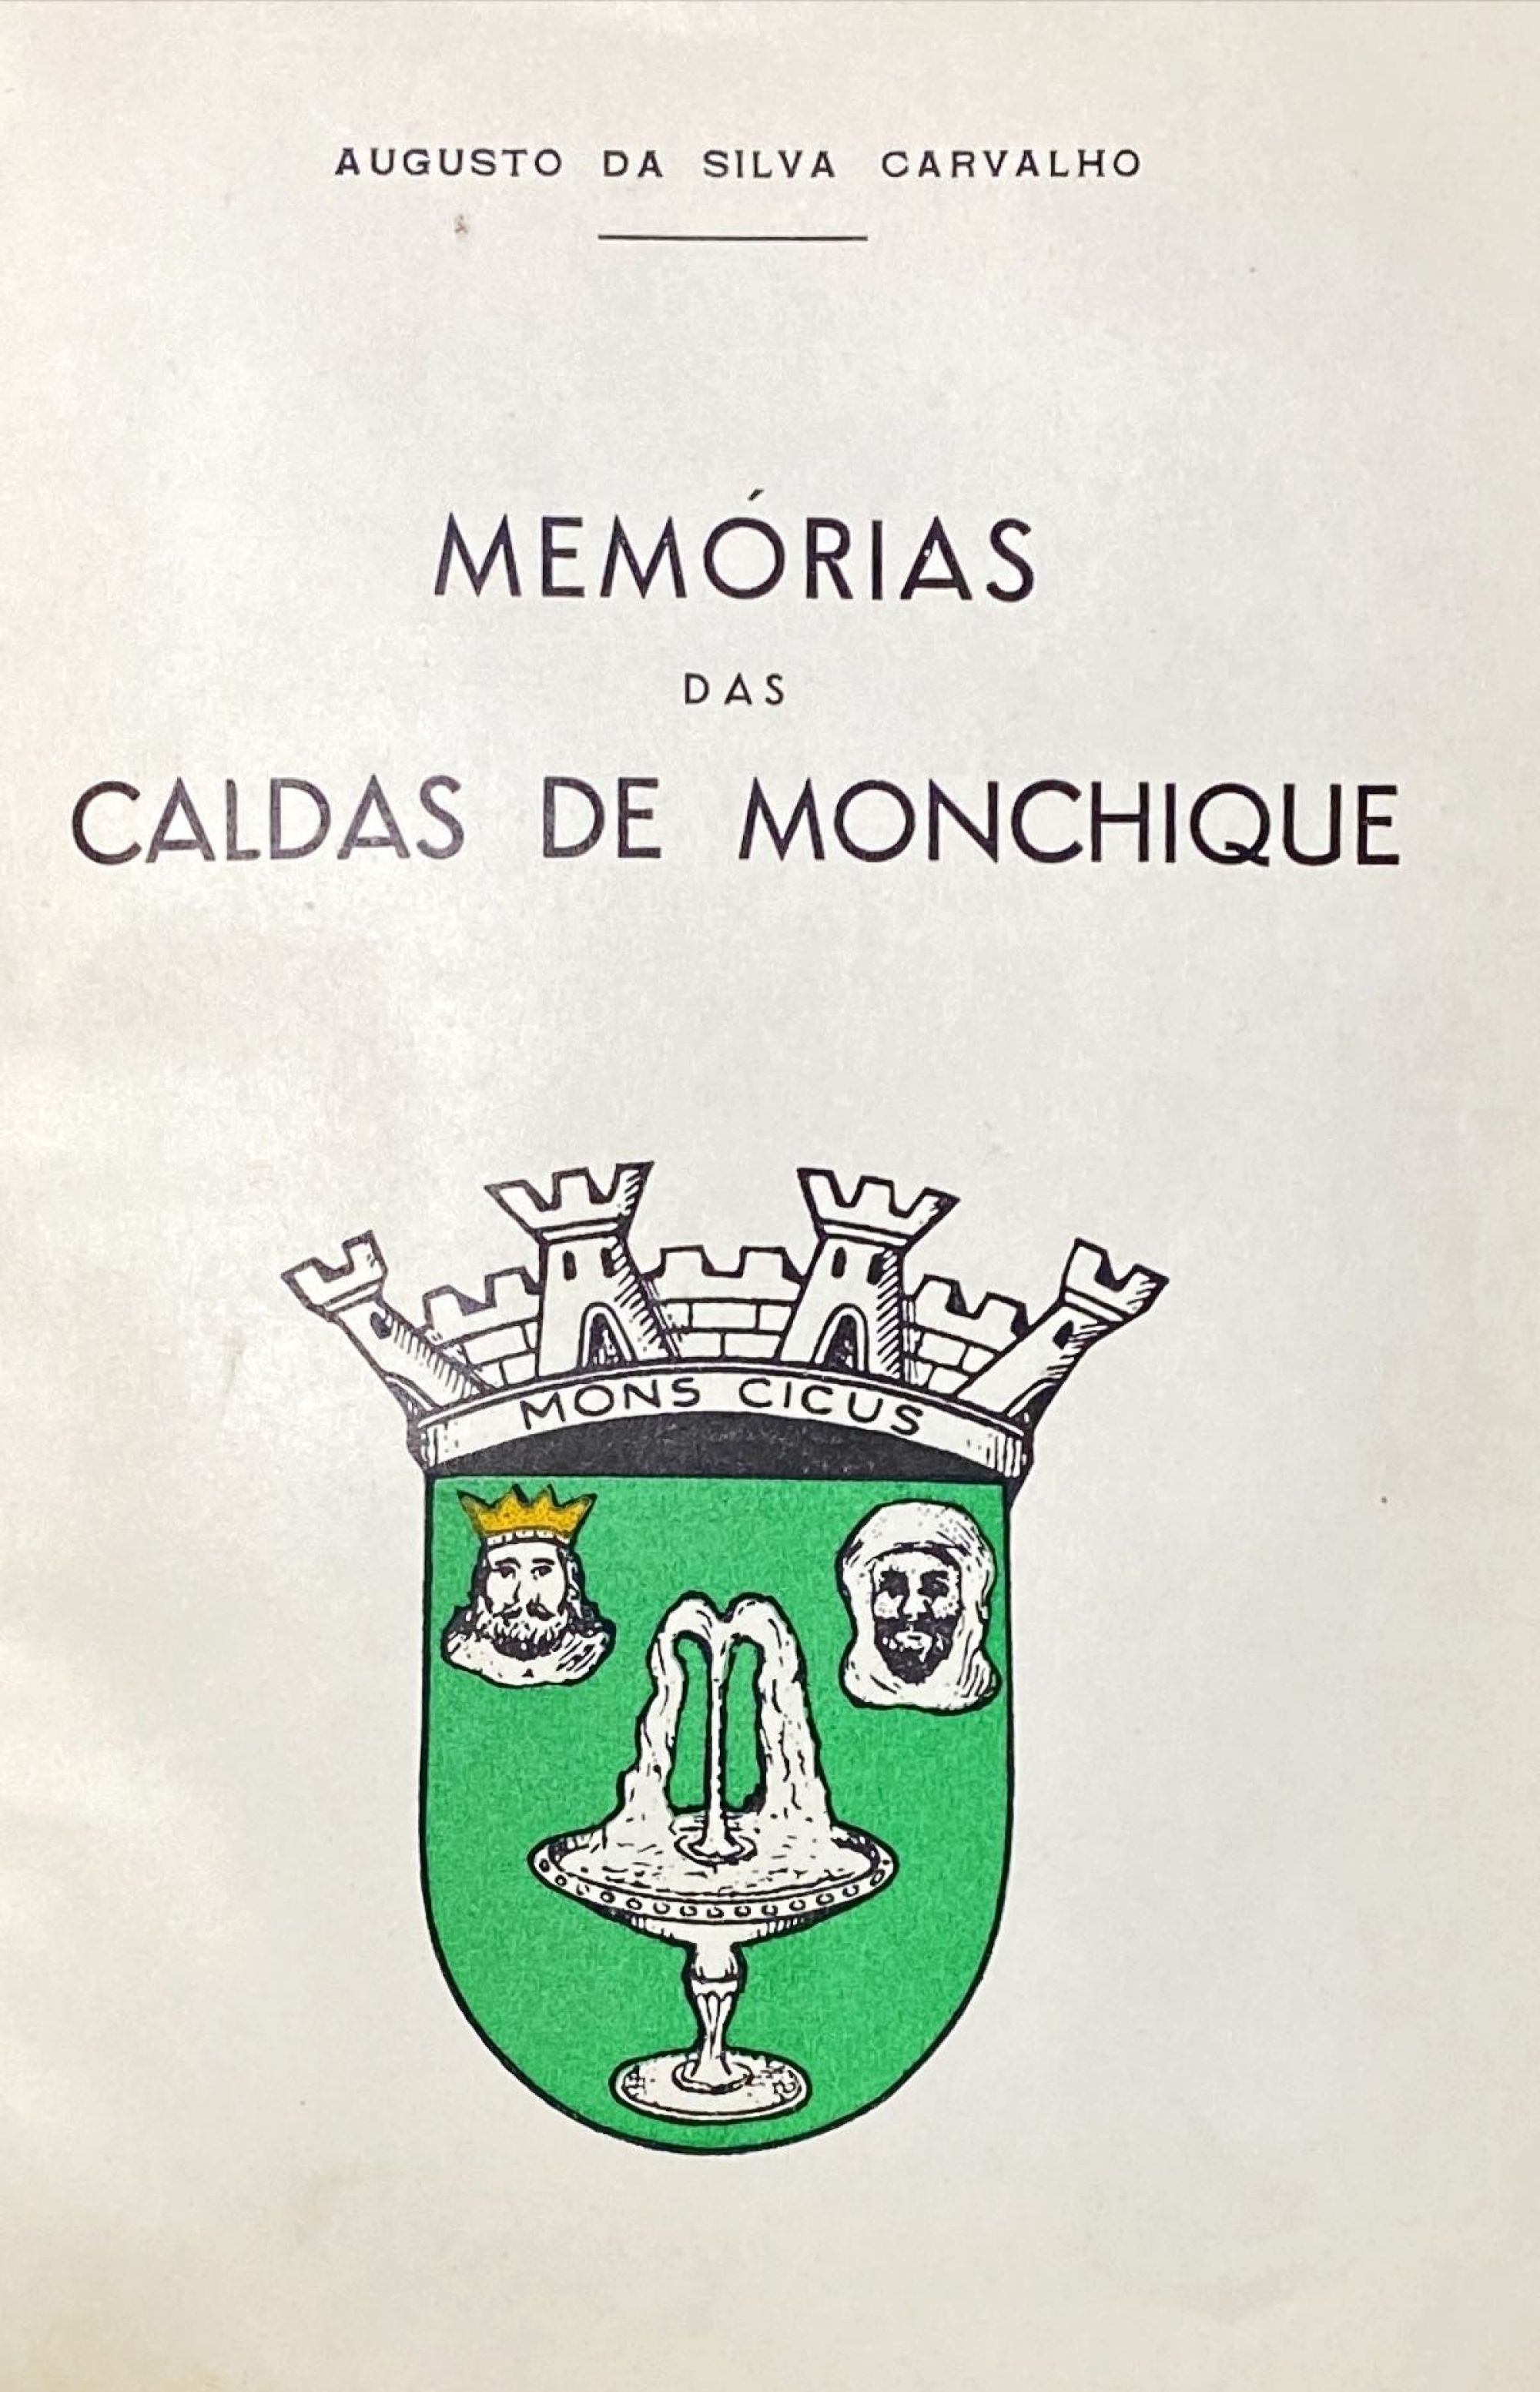 AUGUSTO DA SILVA CARVALHO
MEMÓRIAS
DAS
CALDAS DE MONCHIQUE
MONS CICUS